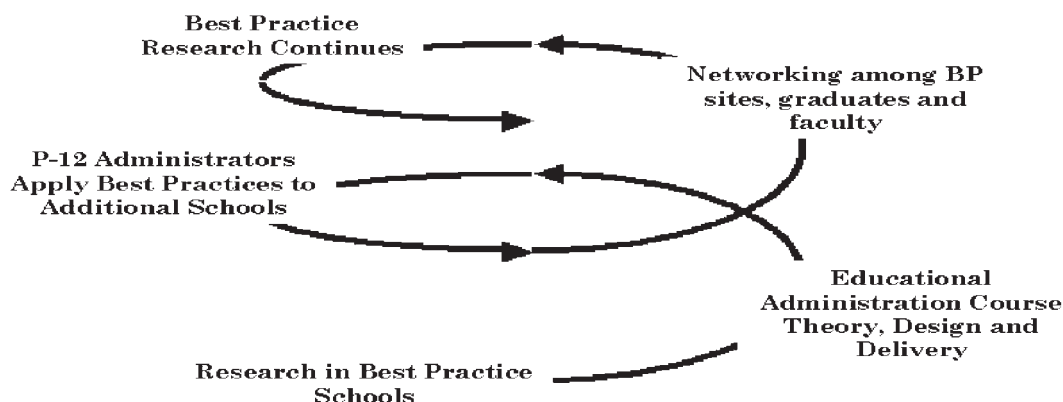 Best Practice
Research Continues
Networking among BP
sites, graduates and
faculty
P-12 Administrators
Apply Best Practices to
Additional Schools
Educational
Administration Course
Theory, Design and
Delivery
Research in Best Practice
Schools